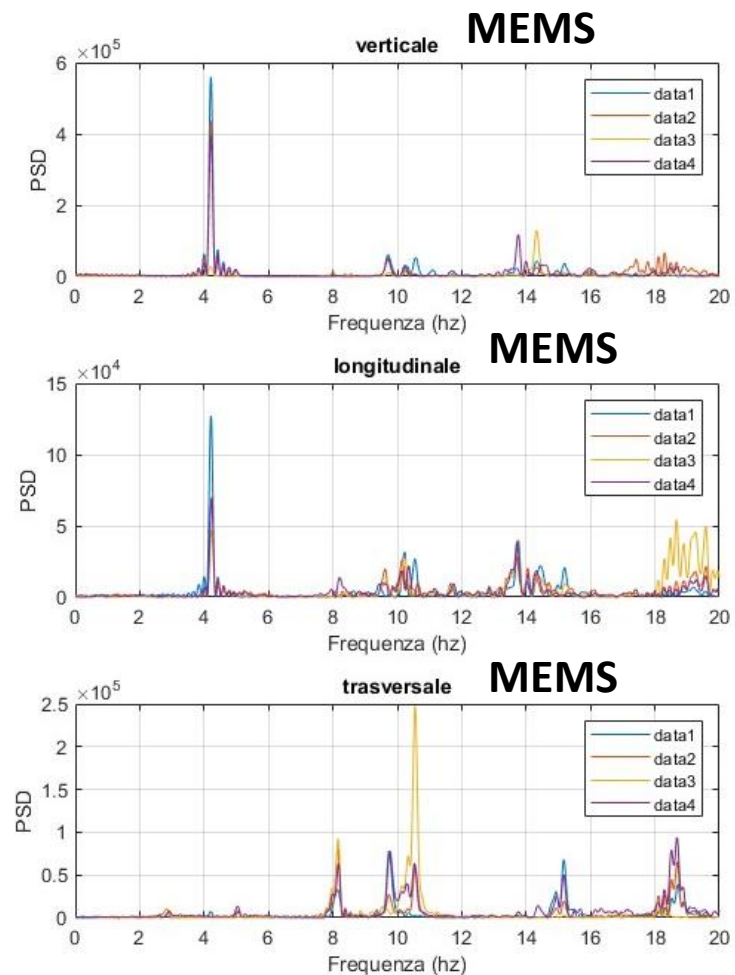 verticale MEMS
×10^5
6
4
2
0
PSD
data1
data2
data3
data4
0 2 4 6 8 10 12 14 16 18 20
Frequenza (hz)
longitudinale MEMS
×10^4
15
10
5
0
PSD
data1
data2
data3
data4
0 2 4 6 8 10 12 14 16 18 20
Frequenza (hz)
trasversale MEMS
×10^5
2.5
2
1.5
1
0.5
0
PSD
data1
data2
data3
data4
0 2 4 6 8 10 12 14 16 18 20
Frequenza (hz)